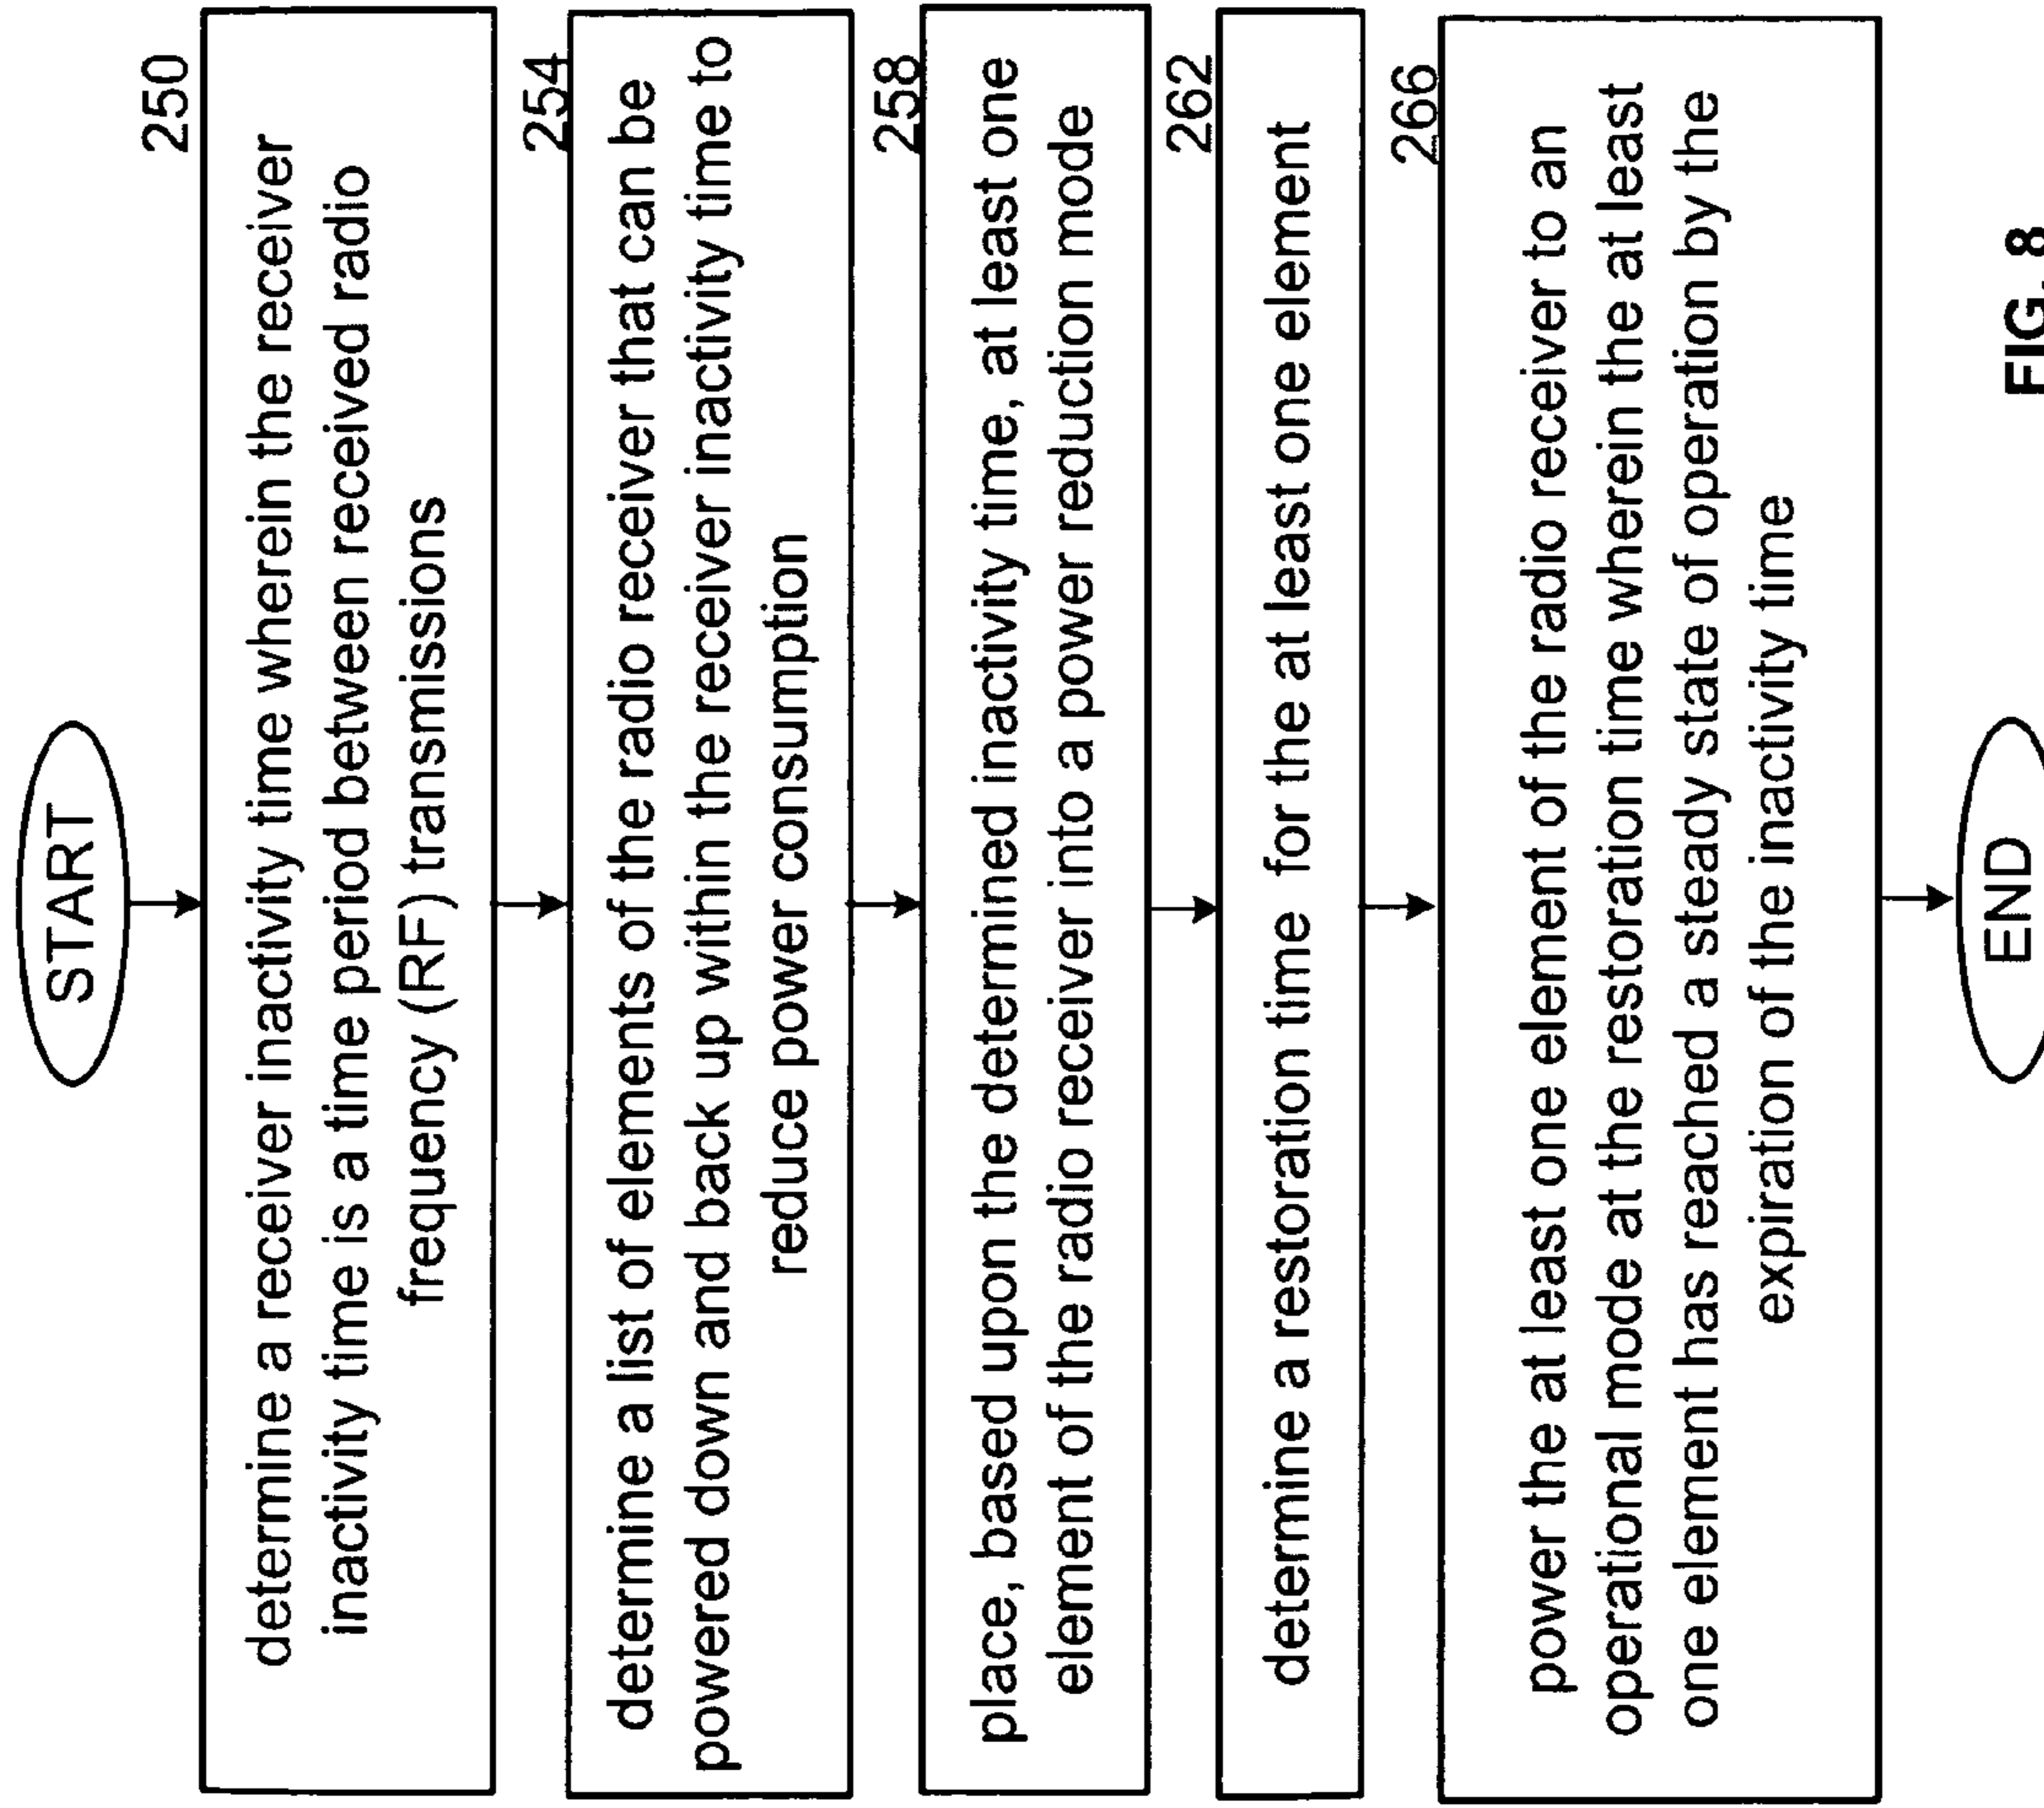 START
250
determine a receiver inactivity time wherein the receiver
inactivity time is a time period between received radio
frequency (RF) transmissions
254
determine a list of elements of the radio receiver that can be
powered down and back up within the receiver inactivity time to
reduce power consumption
258
place, based upon the determined inactivity time, at least one
element of the radio receiver into a power reduction mode
262
determine a restoration time for the at least one element
266
power the at least one element of the radio receiver to an
operational mode at the restoration time wherein the at least
one element has reached a steady state of operation by the
expiration of the inactivity time
END
FIG. 8